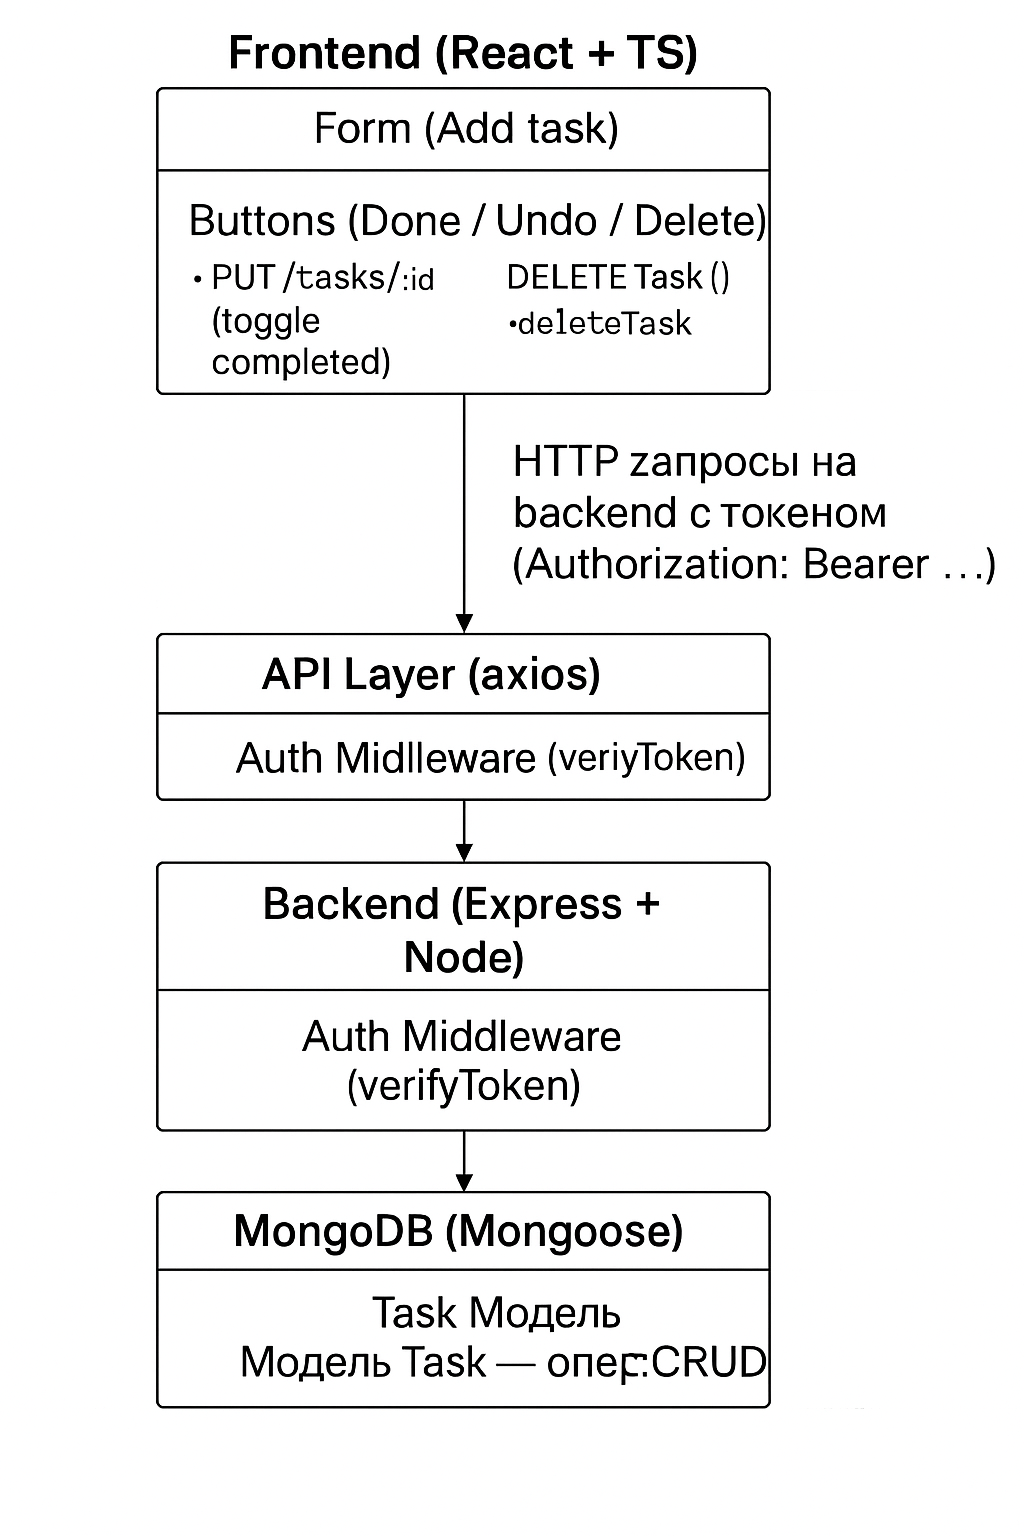 Frontend (React + TS)
Form (Add task)
Buttons (Done / Undo / Delete)
• PUT /tasks/:id
(toggle
completed)
DELETE Task ()
•deleteTask
HTTP zапросы на
backend с токеном
(Authorization: Bearer ...)
API Layer (axios)
Auth Midlleware (veriyToken)
Backend (Express +
Node)
Auth Middleware
(verifyToken)
MongoDB (Mongoose)
Task Модель
Модель Task — опер:CRUD